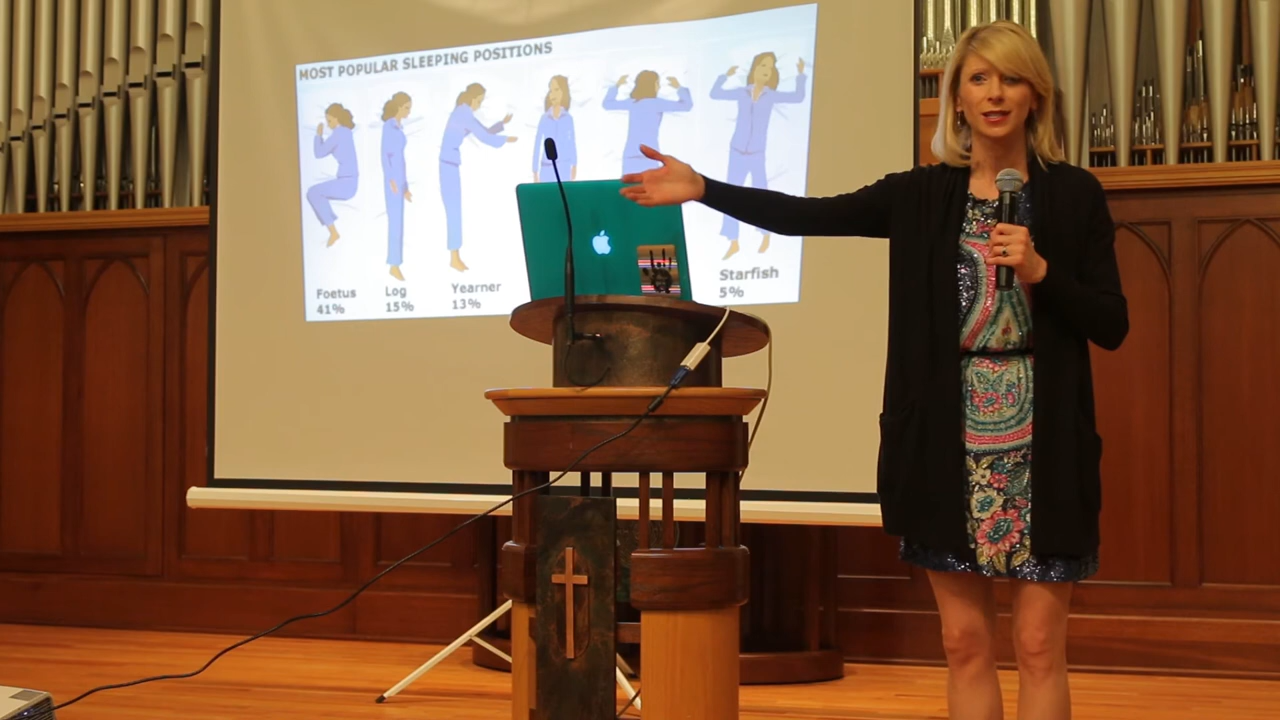 MOST POPULAR SLEEPING POSITIONS
Foetus
41%
Log
15%
Yearner
13%
Starfish
5%